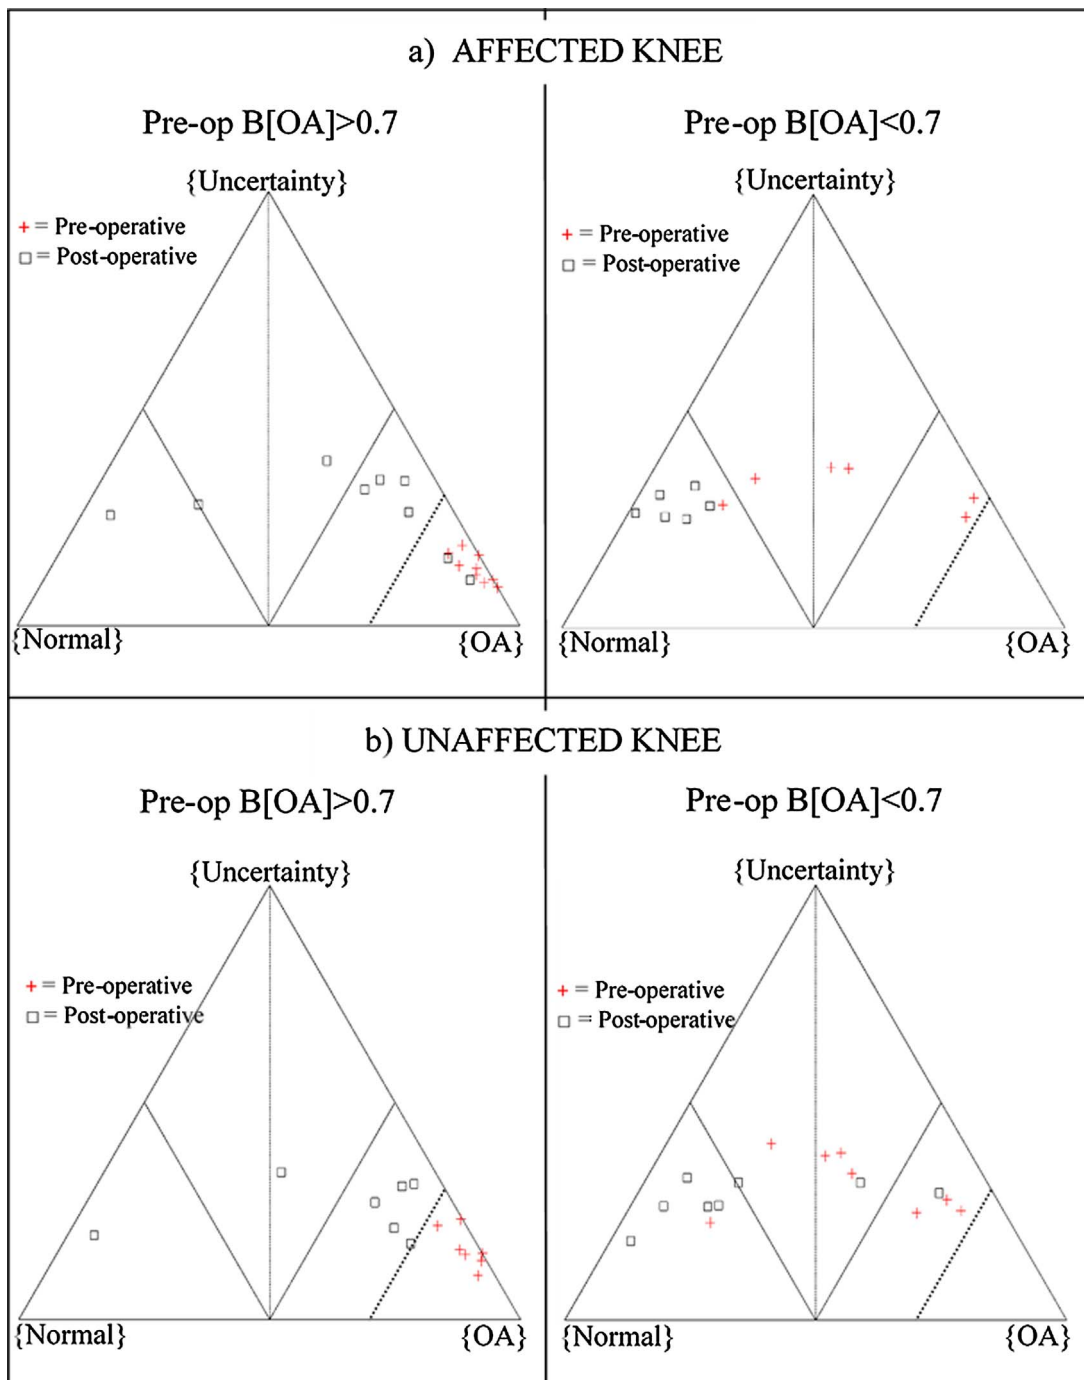 a) AFFECTED KNEE
Pre-op B[OA]>0.7
{Uncertainty}
+ = Pre-operative
□ = Post-operative
{Normal}
{OA}
Pre-op B[OA]<0.7
{Uncertainty}
+ = Pre-operative
□ = Post-operative
{Normal}
{OA}
b) UNAFFECTED KNEE
Pre-op B[OA]>0.7
{Uncertainty}
+ = Pre-operative
□ = Post-operative
{Normal}
{OA}
Pre-op B[OA]<0.7
{Uncertainty}
+ = Pre-operative
□ = Post-operative
{Normal}
{OA}